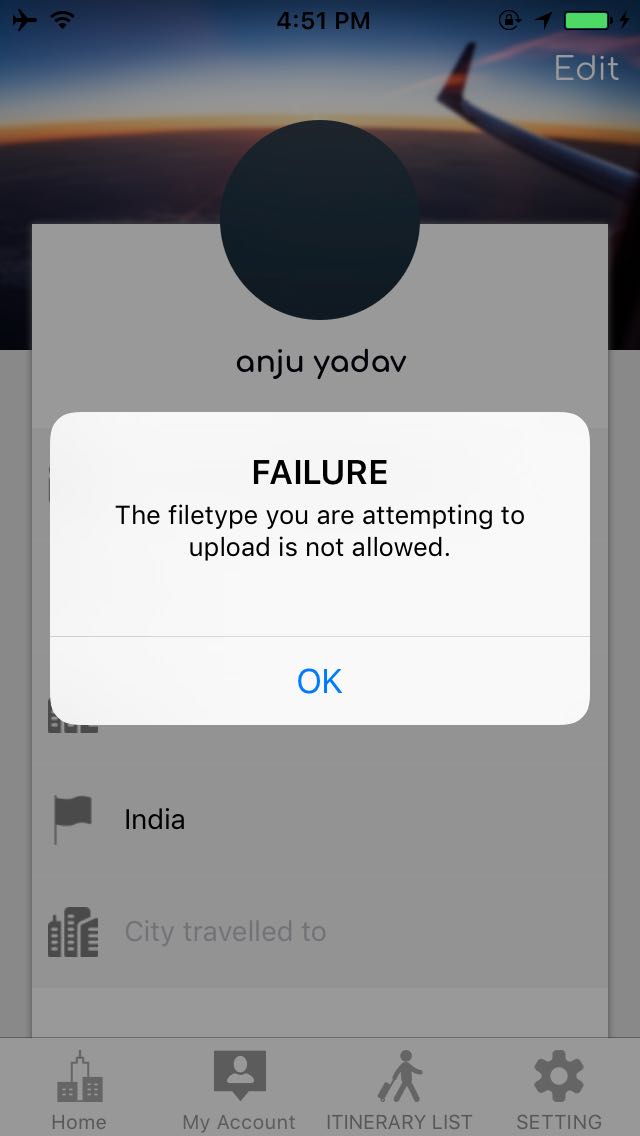 4:51 PM
Edit
anju yadav
FAILURE
The filetype you are attempting to
upload is not allowed.
OK
India
City travelled to
Home
My Account
ITINERARY LIST
SETTING